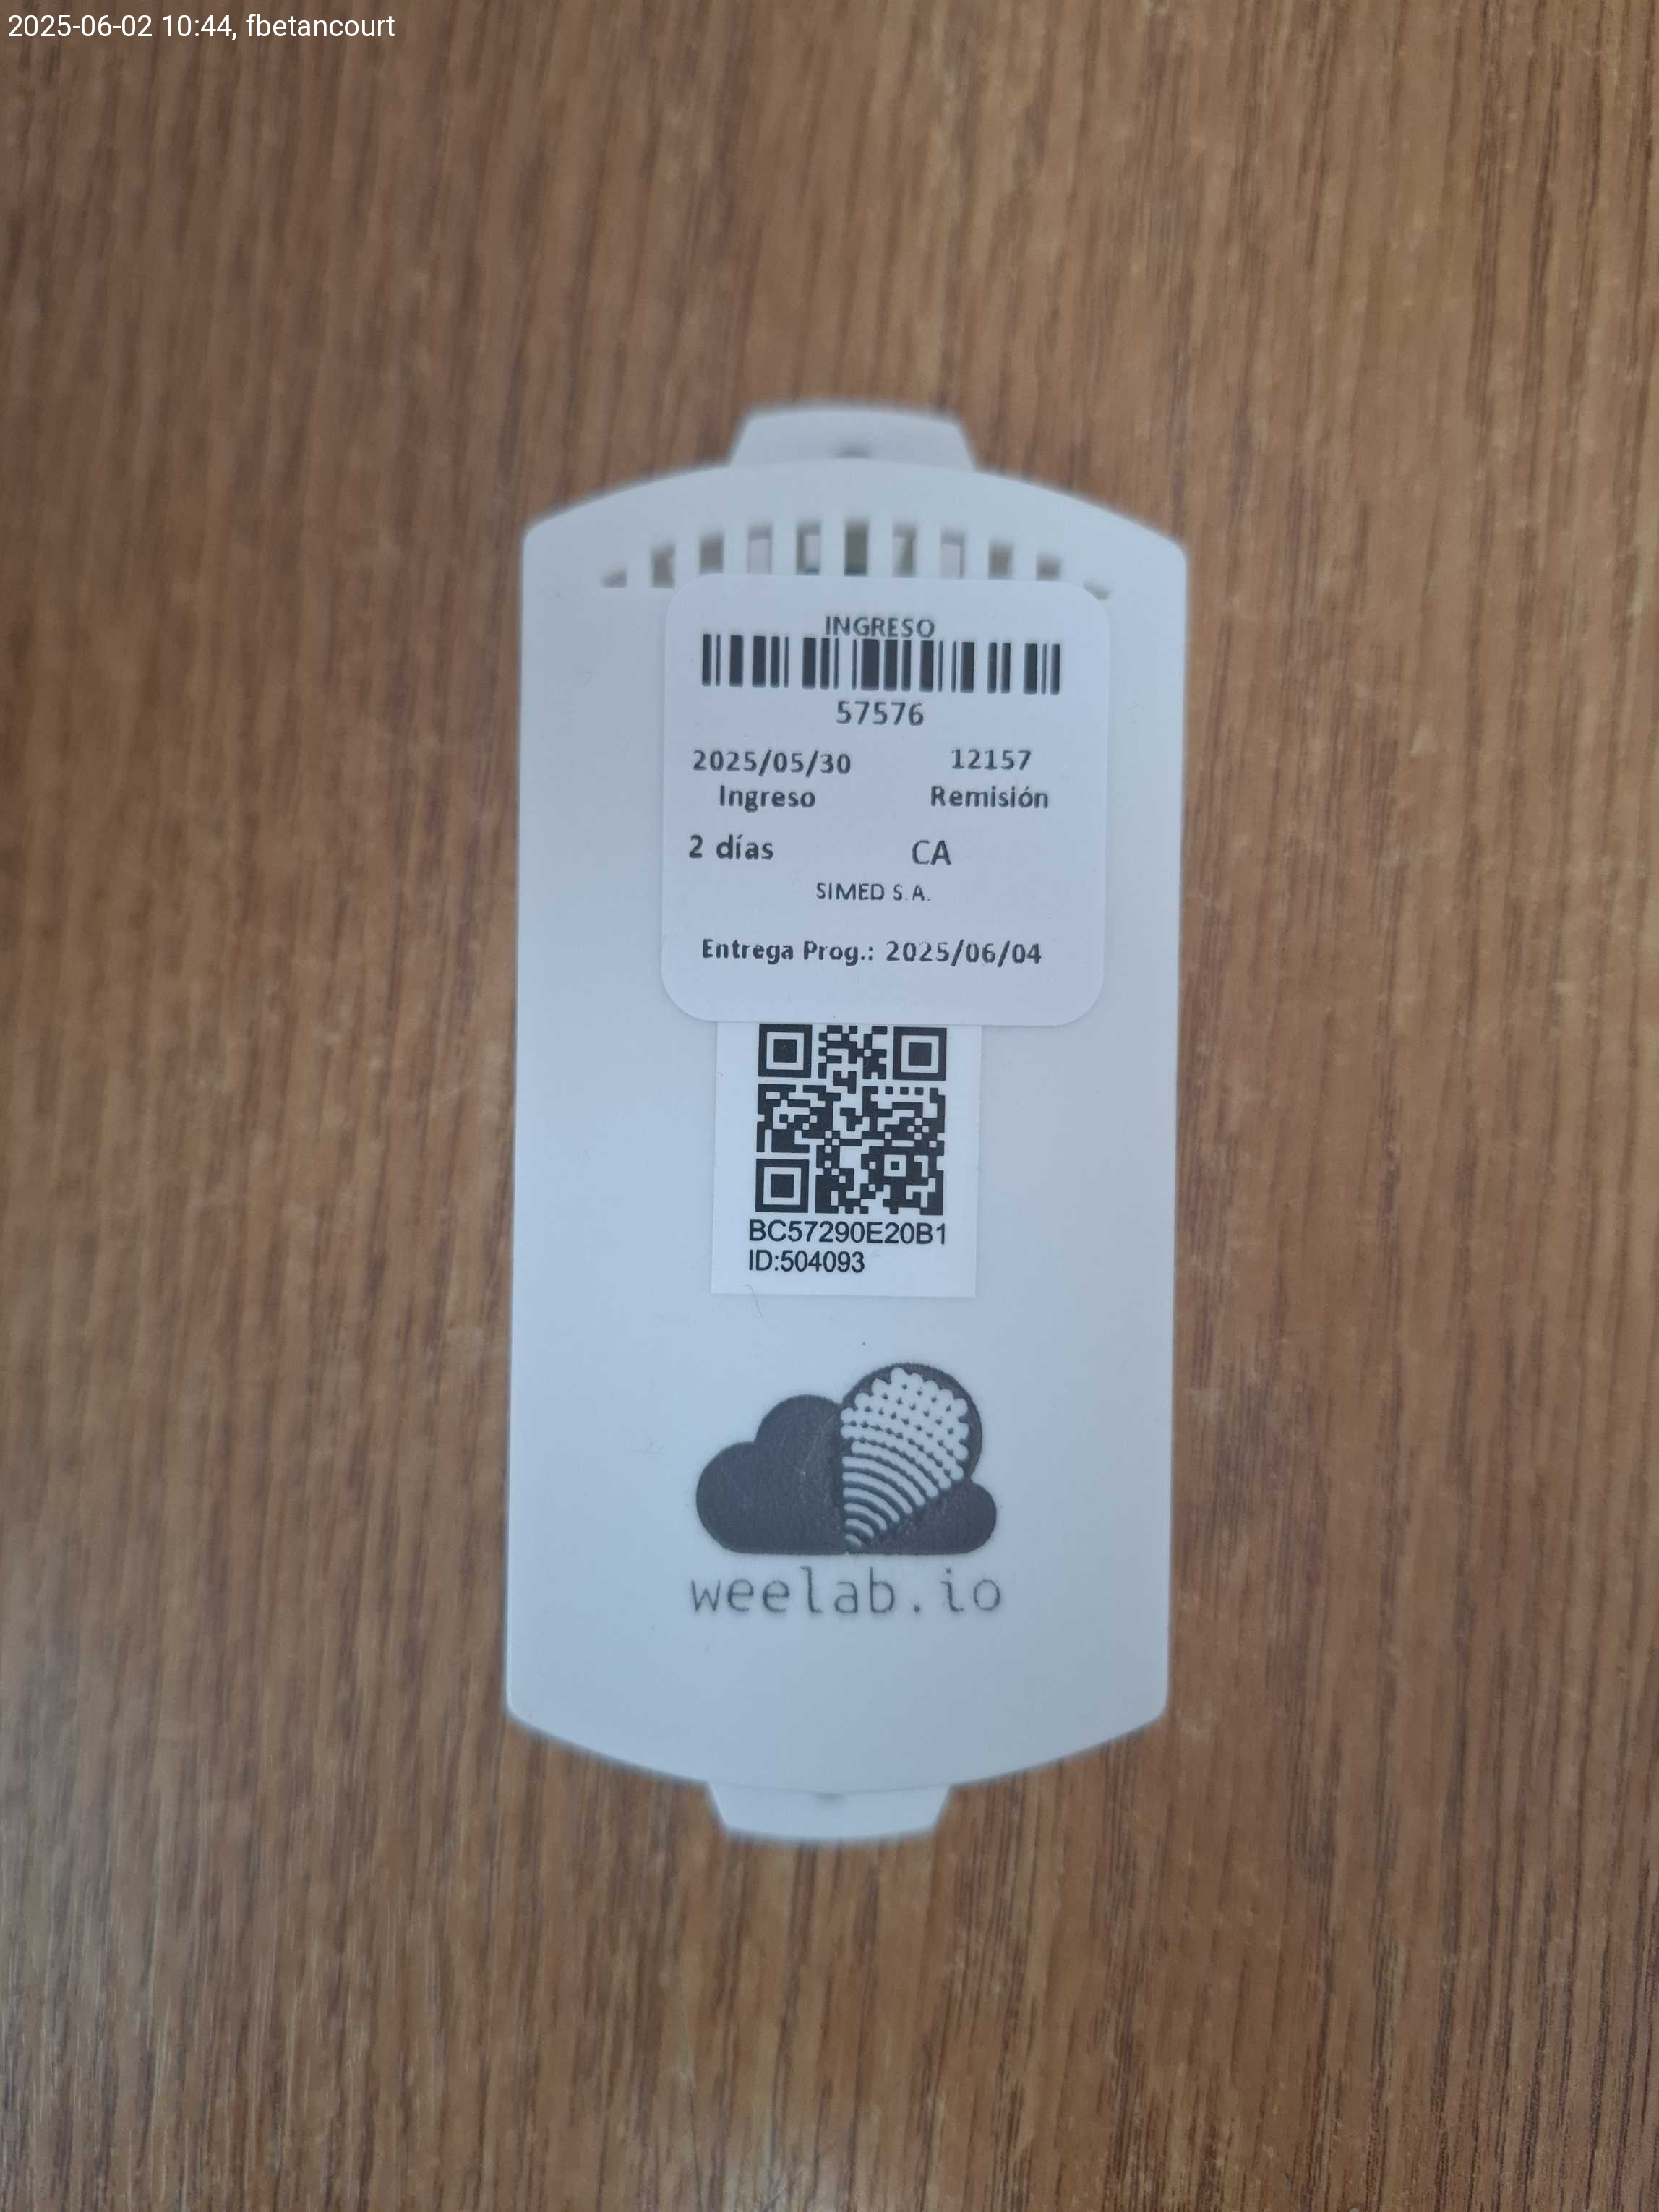 2025-06-02 10:44, fbetancourt
INGRESO
57576
2025/05/30 12157
Ingreso Remisión
2 días CA
SIMED S.A.
Entrega Prog.: 2025/06/04
BC57290E20B1
ID:504093
weelab.io